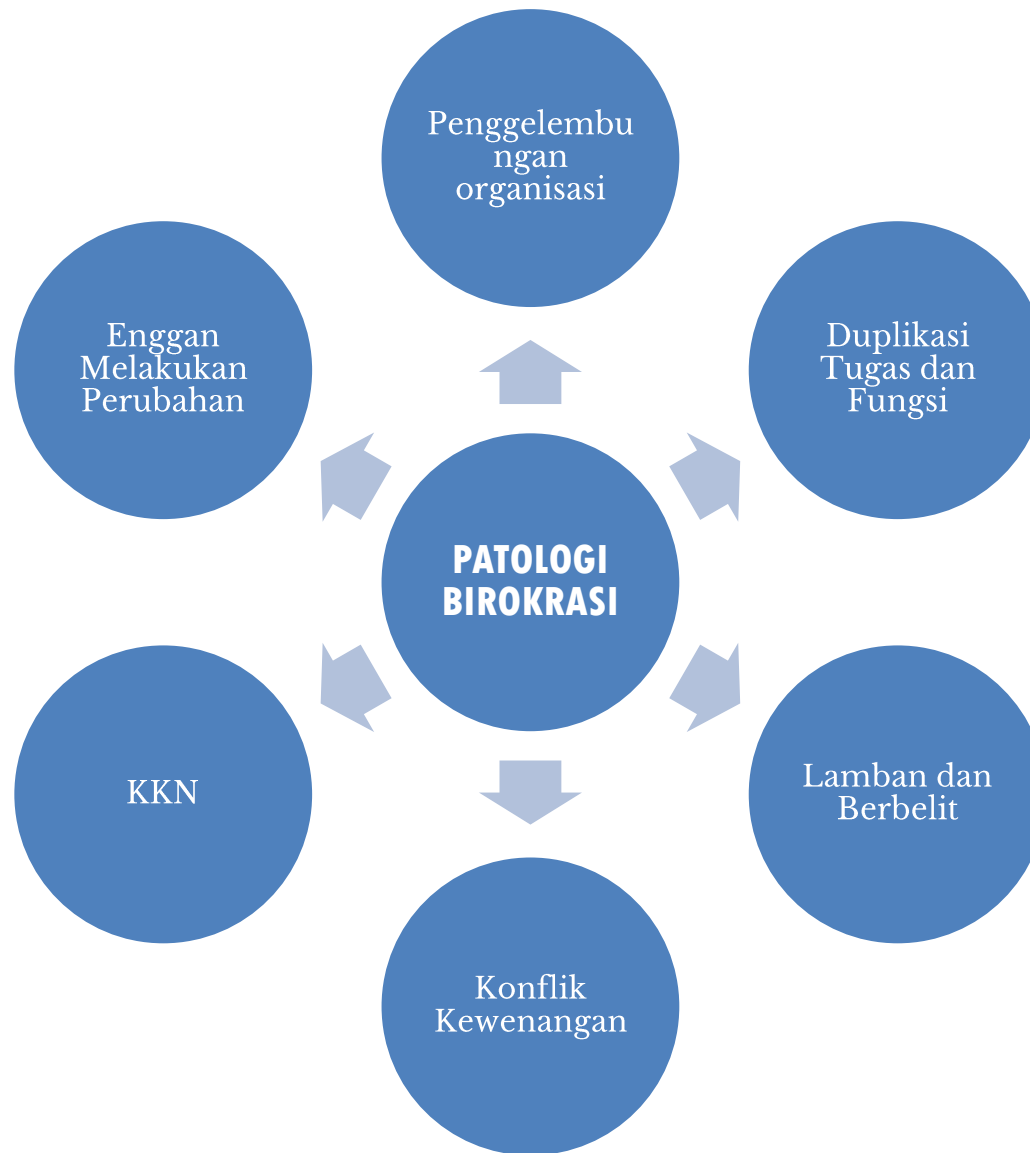 Penggelembu
ngan
organisasi
Duplikasi
Tugas dan
Fungsi
Lamban dan
Berbelit
Konflik
Kewenangan
KKN
Enggan
Melakukan
Perubahan
PATOLOGI
BIROKRASI